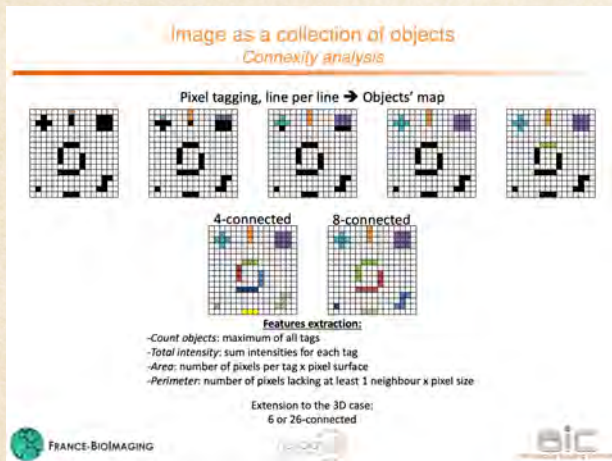 Image as a collection of objects
Connexity analysis
Pixel tagging, line per line ➔ Objects' map
4-connected
8-connected
Features extraction:
-Count objects: maximum of all tags
-Total intensity: sum intensities for each tag
-Area: number of pixels per tag x pixel surface
-Perimeter: number of pixels lacking at least 1 neighbour x pixel size
Extension to the 3D case:
6 or 26-connected
FRANCE-BIOIMAGING
BIC